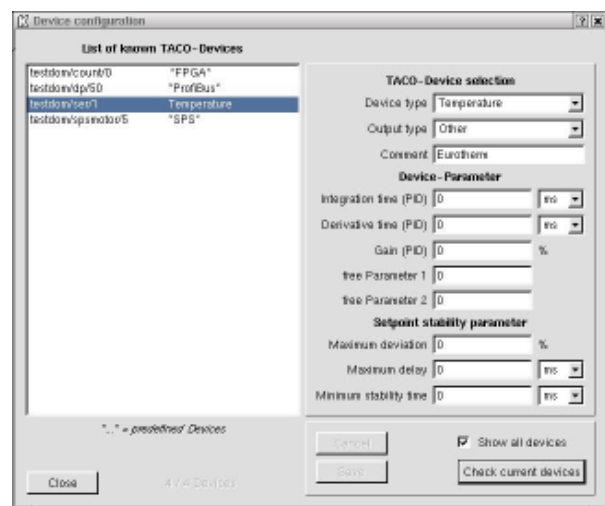 Device configuration
List of known TACO-Devices
testdom/count/0 "FPGA"
testdom/dp/50 "ProfiBus"
testdom/ser/1 Temperature
testdom/spsmotor/5 "SPS"
"..." = predefined Devices
Close
4 / 4 Devices
TACO-Device selection
Device type Temperature
Output type Other
Comment Eurotherm
Device-Parameter
Integration time (PID) 0 ms
Derivative time (PID) 0 ms
Gain (PID) 0 %
free Parameter 1 0
free Parameter 2 0
Setpoint stability parameter
Maximum deviation 0 %
Maximum delay 0 ms
Minimum stability time 0 ms
Cancel
Show all devices
Save
Check current devices